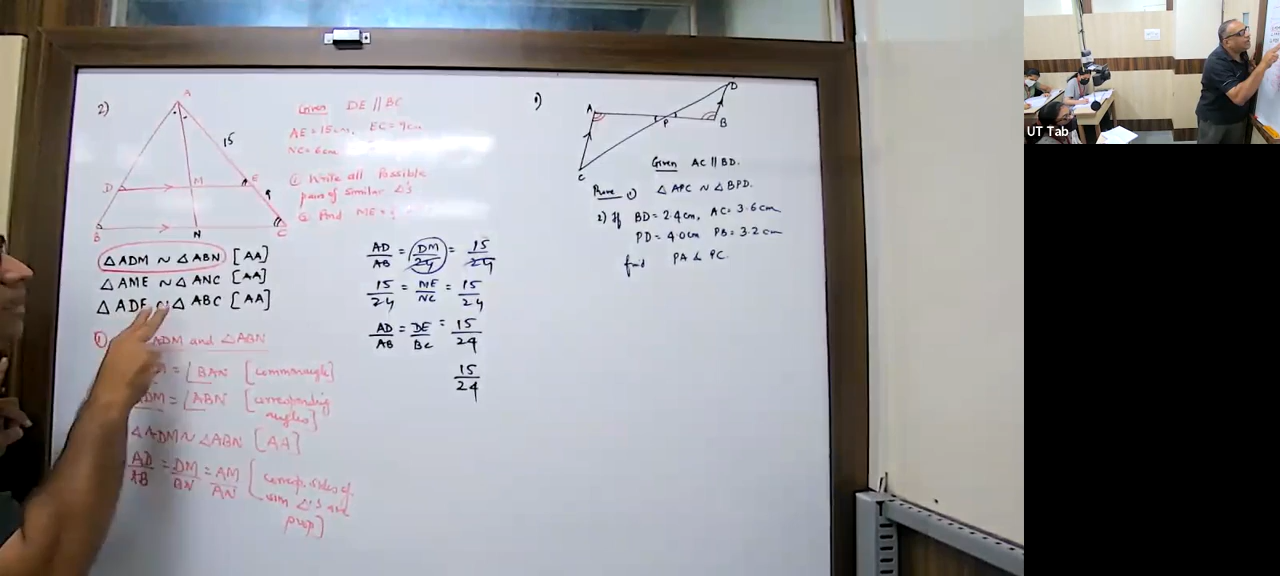 2)
A
15
D
M
E
9
B
N
C
Given DE // BC
AE = 15cm, EC = 9cm
NC = 6cm
① Write all Possible
pairs of similar Δ's
② Find ME =
Δ ADM ~ Δ ABN [AA]
Δ AME ~ Δ ANC [AA]
Δ ADE ~ Δ ABC [AA]
① ADM and Δ ABN
= ∠BAN [common angle]
ADM = ∠ABN [corresponding angles]
Δ ADM ~ Δ ABN [AA]
AD/AB = DM/BN = AM/AN [corresp. sides of sim Δ's are prop]
AD/AB = DM/24 = 15/24
15/24 = ME/NC = 15/24
AD/AB = DE/BC = 15/24
15/24
1)
A
D
P
B
C
Given AC // BD.
Prove 1) Δ APC ~ Δ BPD.
2) If BD = 2.4cm, AC = 3.6cm
PD = 4.0cm PB = 3.2cm
find PA & PC.
UT Tab